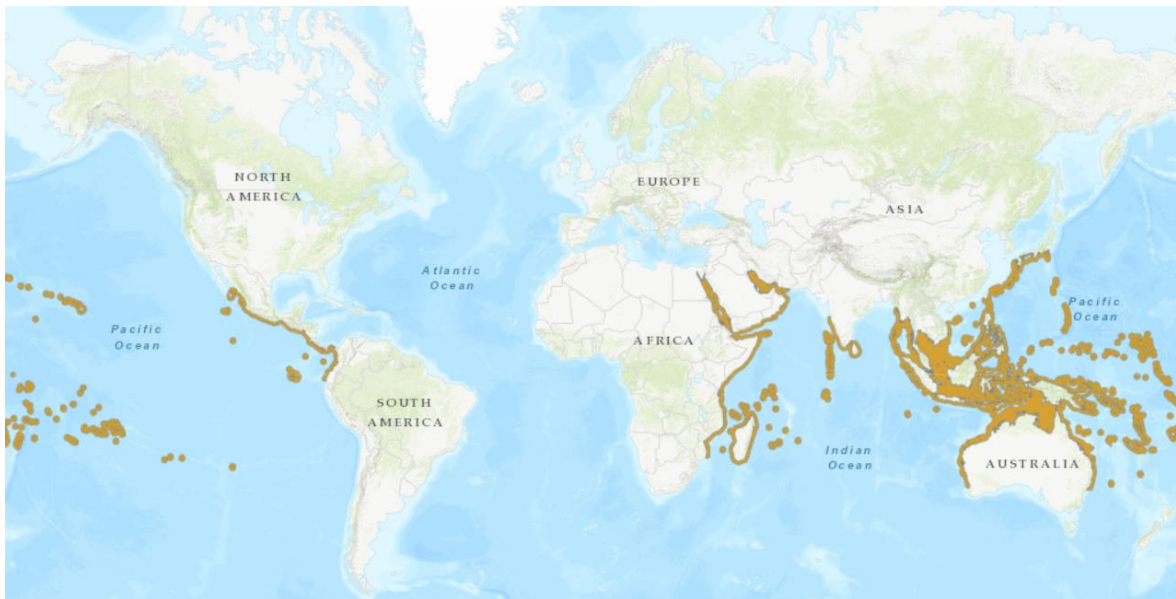 NORTH
AMERICA
EUROPE
ASIA
Atlantic
Ocean
Pacific
Ocean
Pacific
Ocean
AFRICA
SOUTH
AMERICA
Indian
Ocean
AUSTRALIA